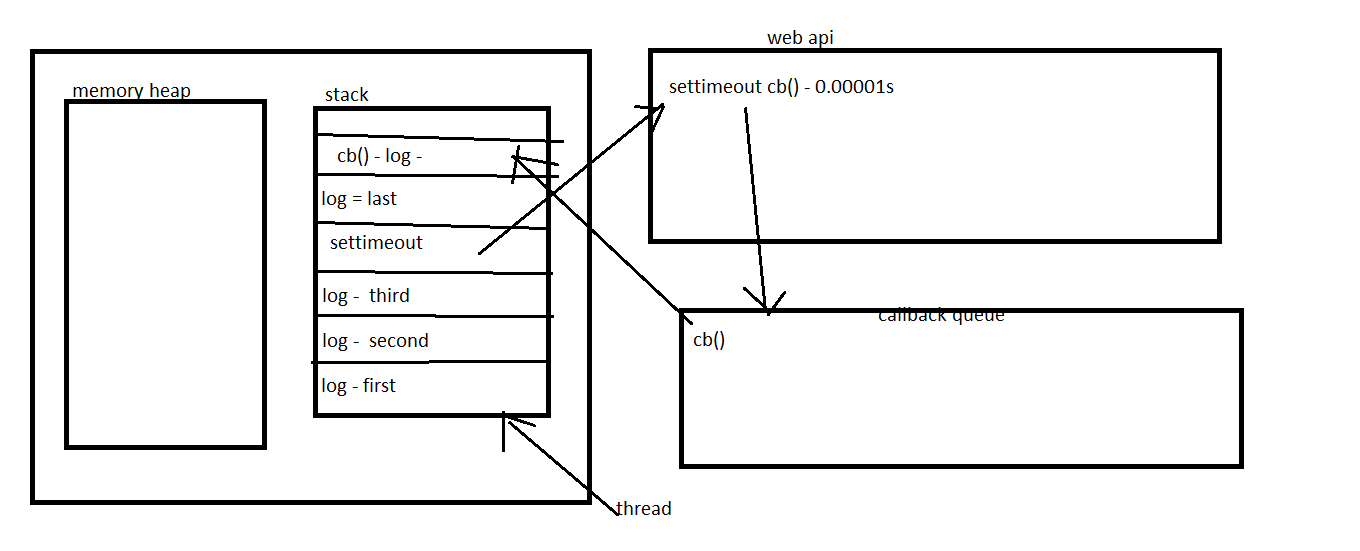 web api
memory heap
stack
settimeout cb() - 0.00001s
cb() - log -
log = last
settimeout
log -  third
log -  second
log - first
callback queue
cb()
thread